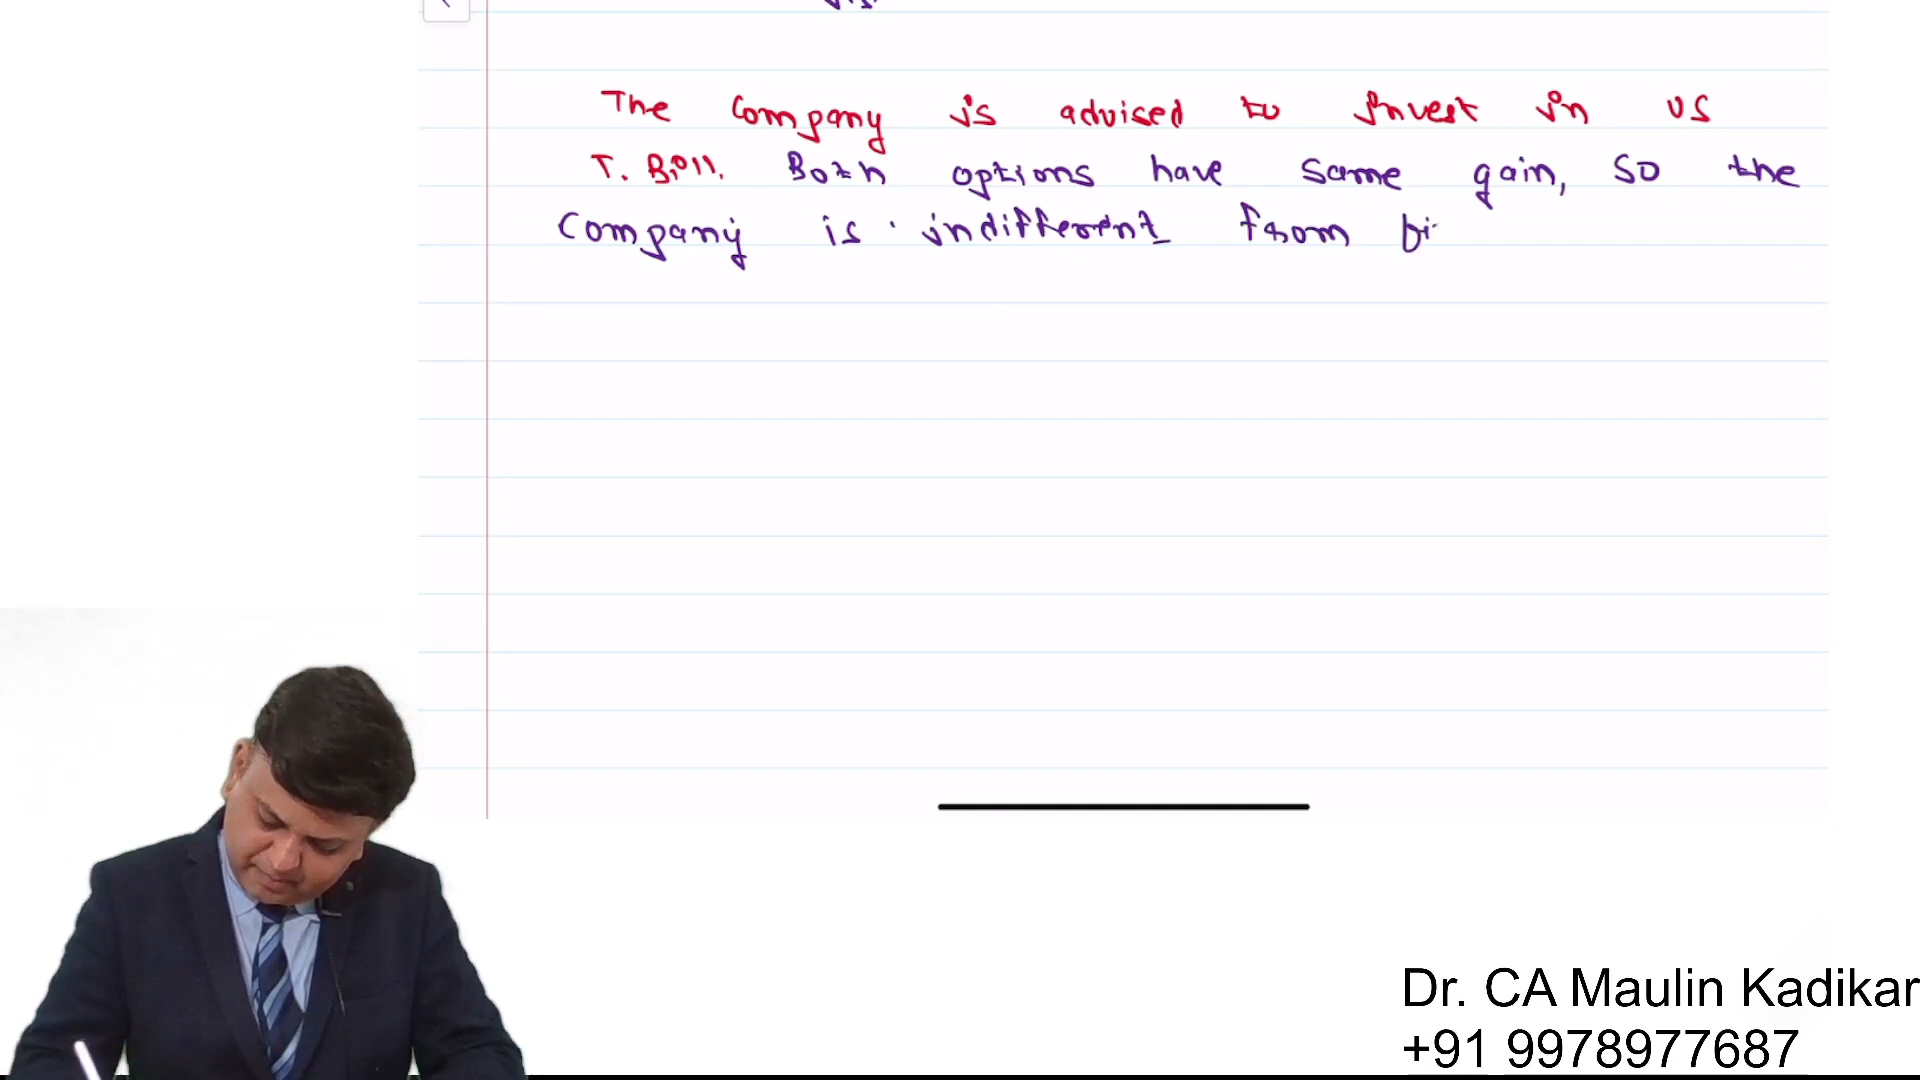 The Company is advised to invest in US
T. Bill. Both options have same gain, so the
Company is indifferent from
Dr. CA Maulin Kadikar
+91 9978977687